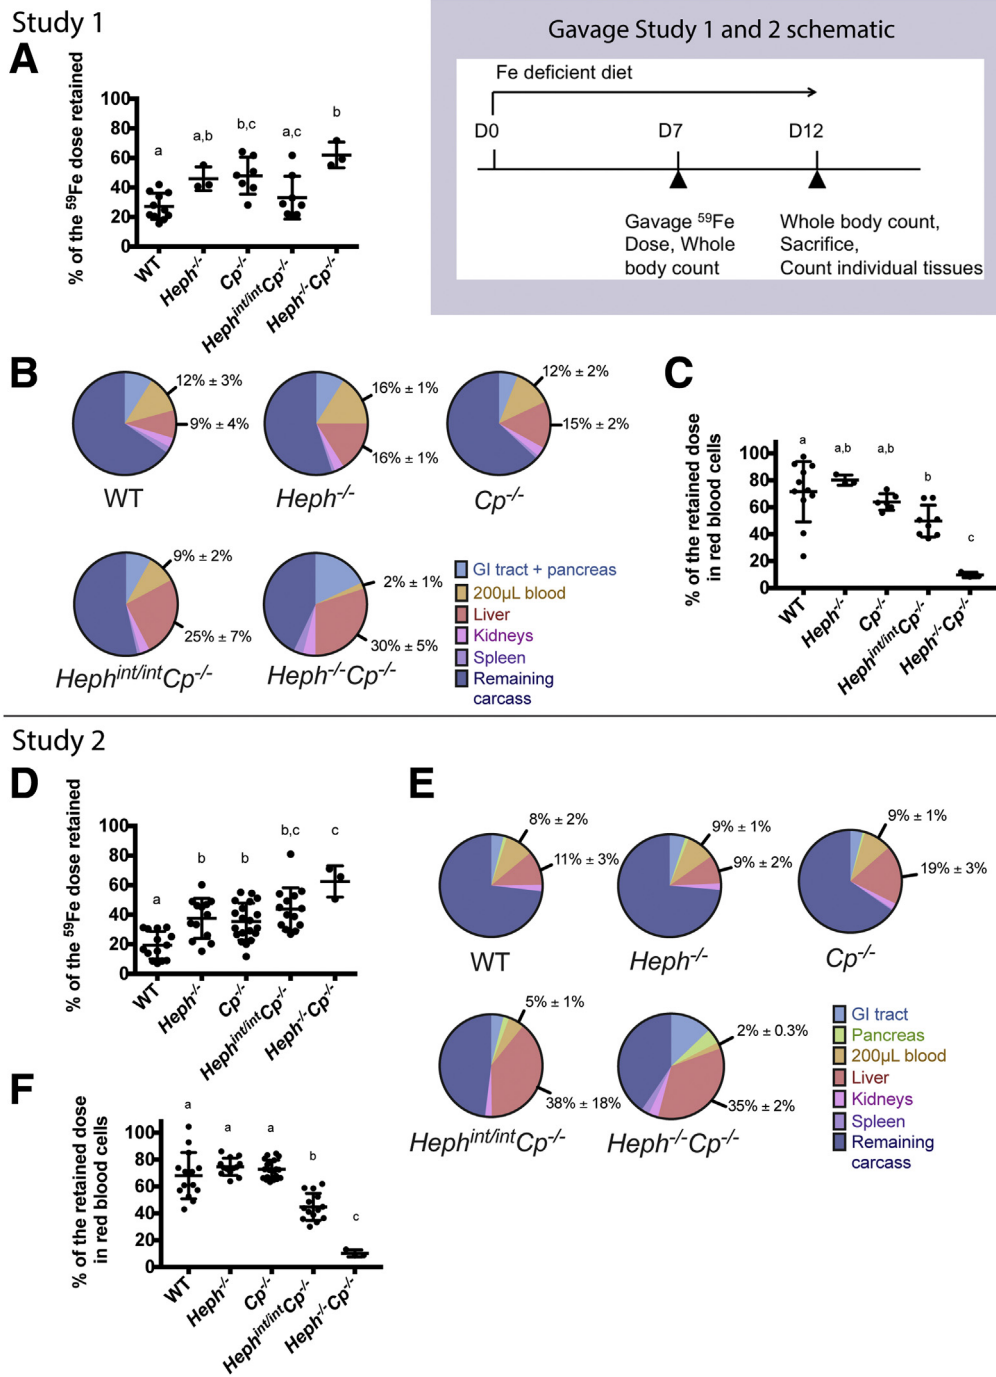 Study 1
Gavage Study 1 and 2 schematic
Fe deficient diet
D0
D7
D12
Gavage ⁵⁹Fe
Dose, Whole
body count
Whole body count,
Sacrifice,
Count individual tissues
A
% of the ⁵⁹Fe dose retained
100
80
60
40
20
0
a
a,b
b,c
a,c
b
WT
Heph⁻/⁻
Cp⁻/⁻
Heph^int/int Cp⁻/⁻
Heph⁻/⁻Cp⁻/⁻
B
12% ± 3%
9% ± 4%
WT
16% ± 1%
16% ± 1%
Heph⁻/⁻
12% ± 2%
15% ± 2%
Cp⁻/⁻
9% ± 2%
25% ± 7%
Heph^int/int Cp⁻/⁻
2% ± 1%
30% ± 5%
Heph⁻/⁻Cp⁻/⁻
GI tract + pancreas
200µL blood
Liver
Kidneys
Spleen
Remaining
carcass
C
% of the retained dose
in red blood cells
100
80
60
40
20
0
a
a,b
a,b
b
c
WT
Heph⁻/⁻
Cp⁻/⁻
Heph^int/int Cp⁻/⁻
Heph⁻/⁻Cp⁻/⁻
Study 2
D
% of the ⁵⁹Fe dose retained
100
80
60
40
20
0
a
b
b
b,c
c
WT
Heph⁻/⁻
Cp⁻/⁻
Heph^int/int Cp⁻/⁻
Heph⁻/⁻Cp⁻/⁻
E
8% ± 2%
11% ± 3%
WT
9% ± 1%
9% ± 2%
Heph⁻/⁻
9% ± 1%
19% ± 3%
Cp⁻/⁻
5% ± 1%
38% ± 18%
Heph^int/int Cp⁻/⁻
2% ± 0.3%
35% ± 2%
Heph⁻/⁻Cp⁻/⁻
GI tract
Pancreas
200µL blood
Liver
Kidneys
Spleen
Remaining
carcass
F
% of the retained dose
in red blood cells
100
80
60
40
20
0
a
a
a
b
c
WT
Heph⁻/⁻
Cp⁻/⁻
Heph^int/int Cp⁻/⁻
Heph⁻/⁻Cp⁻/⁻